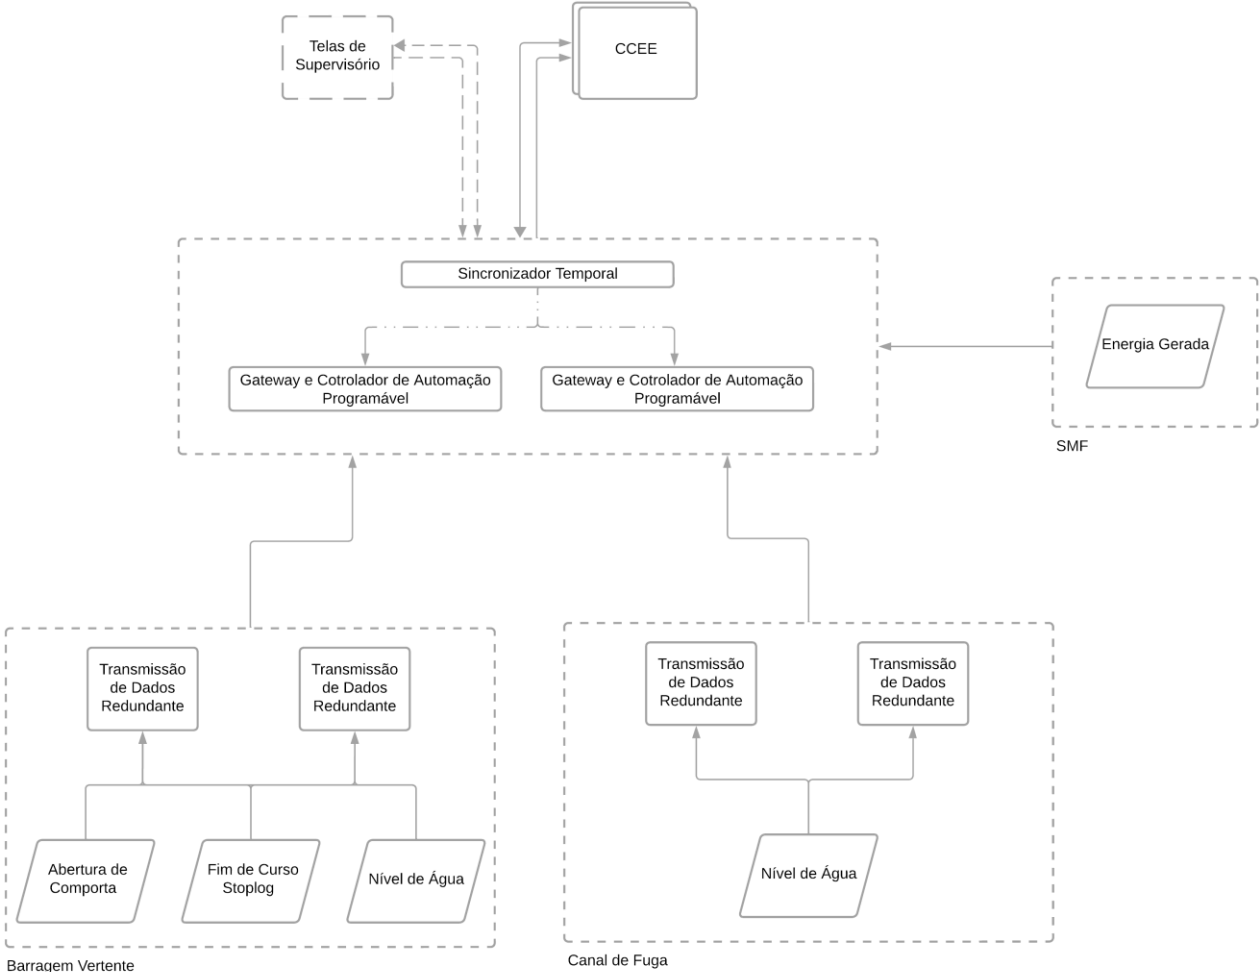 Telas de
Supervisório
CCEE
Sincronizador Temporal
Gateway e Cotrolador de Automação
Programável
Gateway e Cotrolador de Automação
Programável
Energia Gerada
SMF
Transmissão
de Dados
Redundante
Transmissão
de Dados
Redundante
Abertura de
Comporta
Fim de Curso
Stoplog
Nível de Água
Barragem Vertente
Transmissão
de Dados
Redundante
Transmissão
de Dados
Redundante
Nível de Água
Canal de Fuga